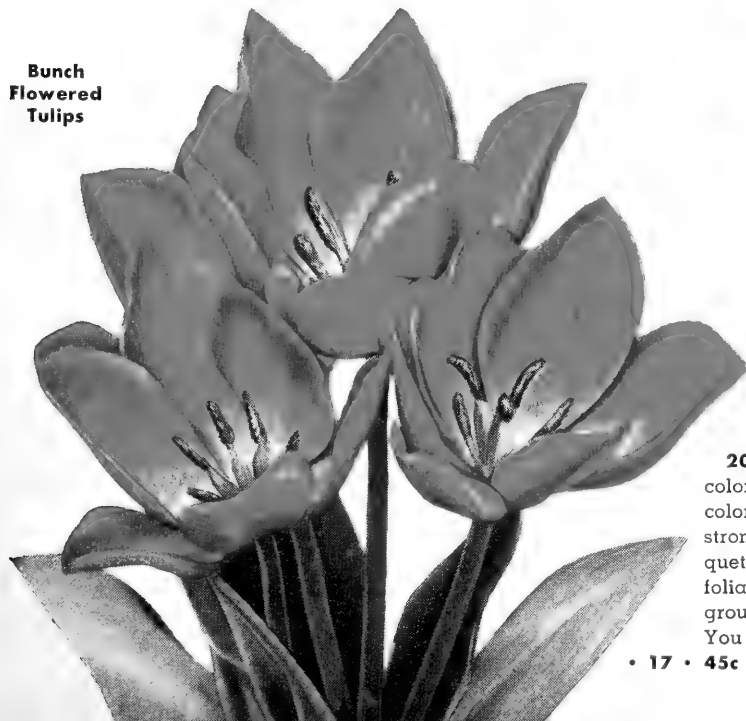 Bunch
Flowered
Tulips
20
color
color
stron
quet
folia
grou
You
• 17 • 45c